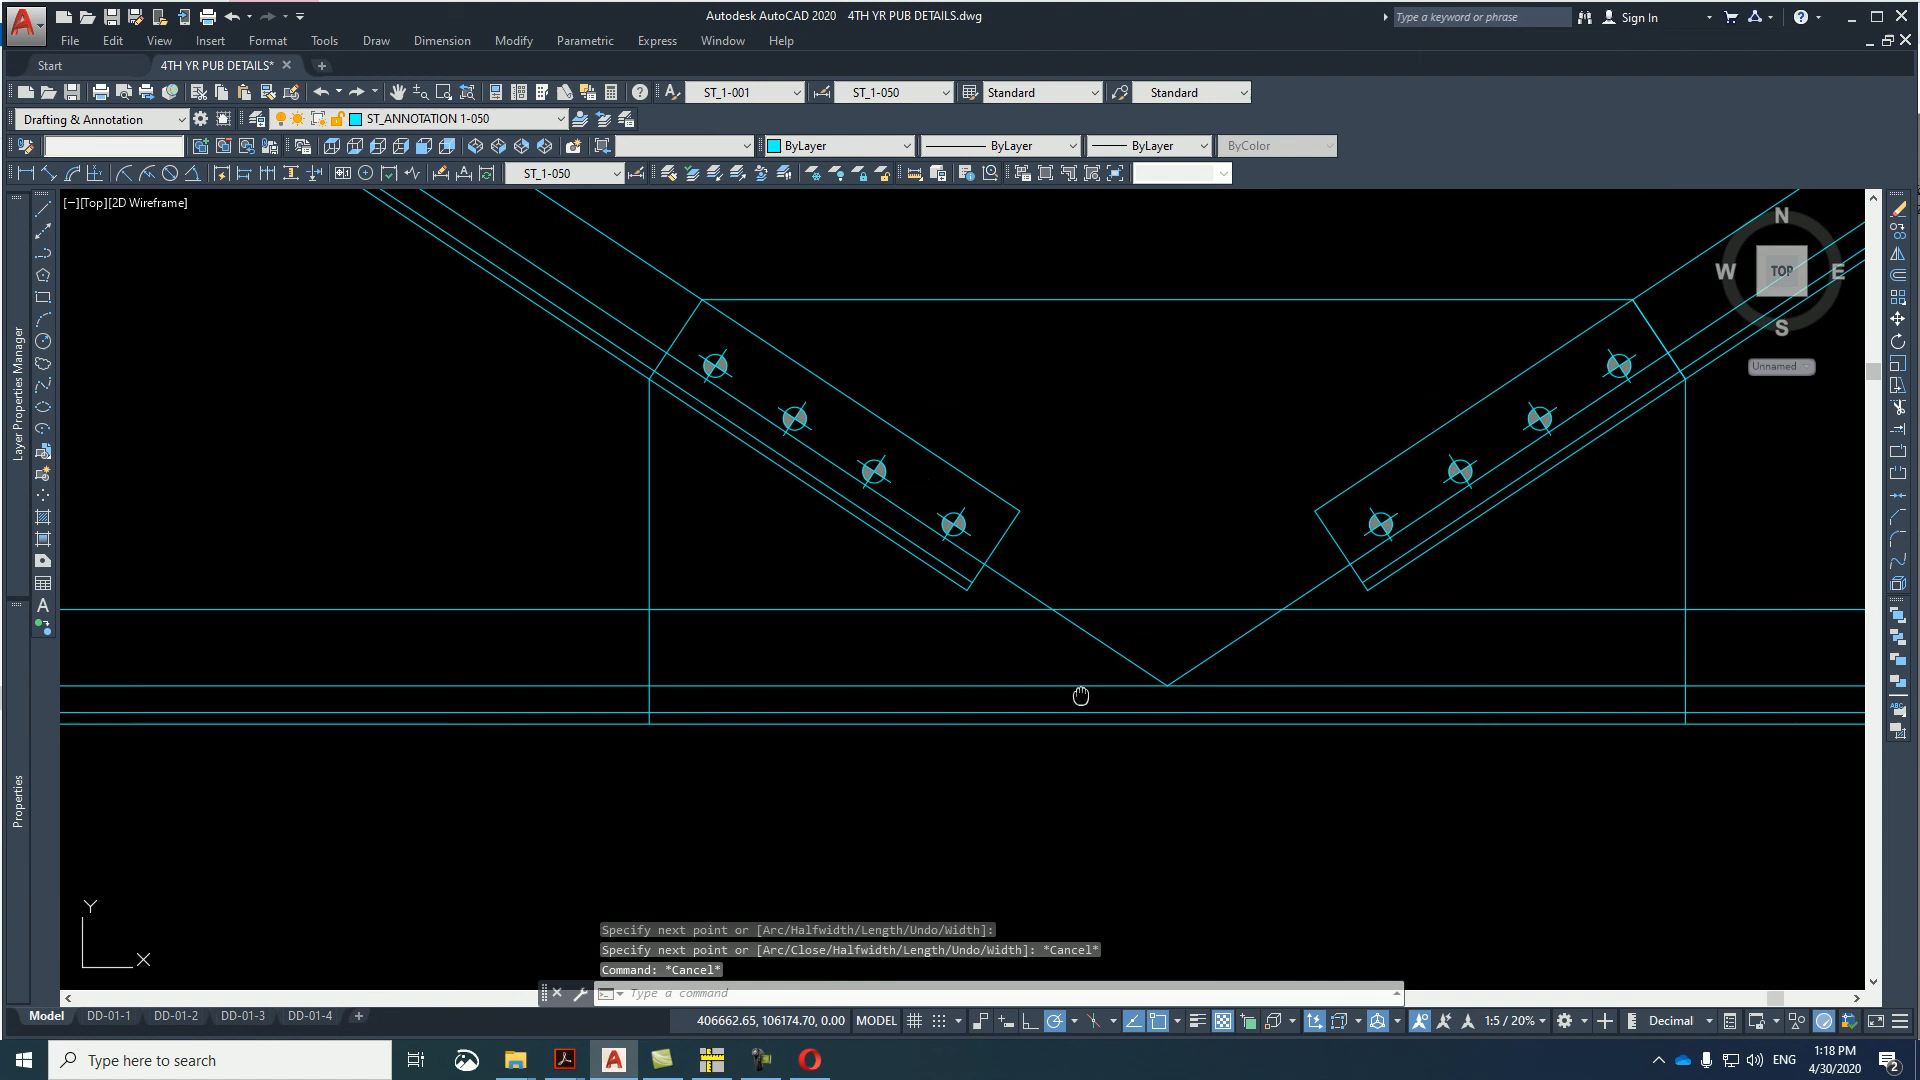 Autodesk AutoCAD 2020   4TH YR PUB DETAILS.dwg
Type a keyword or phrase
Sign In
File Edit View Insert Format Tools Draw Dimension Modify Parametric Express Window Help
Start 4TH YR PUB DETAILS*
ST_1-001 ST_1-050 Standard Standard
Drafting & Annotation ST_ANNOTATION 1-050
ByLayer ByLayer ByLayer ByColor
ST_1-050
[−][Top][2D Wireframe]
N
W TOP E
S
Unnamed
Layer Properties Manager
Properties
Y
X
Specify next point or [Arc/Halfwidth/Length/Undo/Width]:
Specify next point or [Arc/Close/Halfwidth/Length/Undo/Width]: *Cancel*
Command: *Cancel*
Type a command
Model DD-01-1 DD-01-2 DD-01-3 DD-01-4
406662.65, 106174.70, 0.00 MODEL 1:5 / 20% Decimal
Type here to search
ENG
1:18 PM
4/30/2020
2